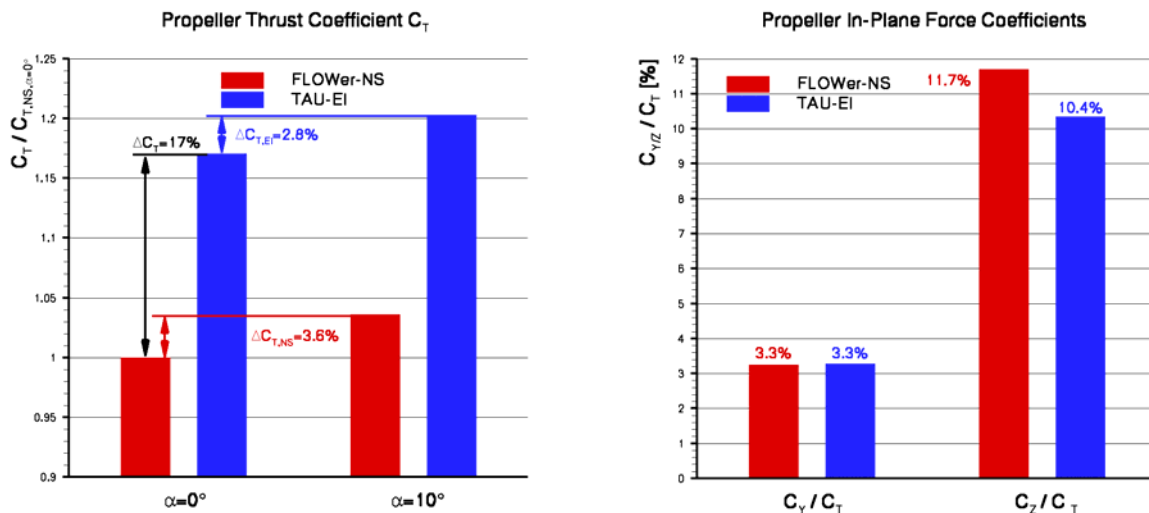 Propeller Thrust Coefficient C_T
C_T / C_T,NS,α=0°
1.25
1.2
1.15
1.1
1.05
1
0.95
0.9
FLOWer-NS
TAU-EI
ΔC_T=17%
ΔC_T,EI=2.8%
ΔC_T,NS=3.6%
α=0°
α=10°
Propeller In-Plane Force Coefficients
C_Y/Z / C_T [%]
12
11
10
9
8
7
6
5
4
3
2
1
0
FLOWer-NS
TAU-EI
3.3%
3.3%
11.7%
10.4%
C_Y / C_T
C_Z / C_T